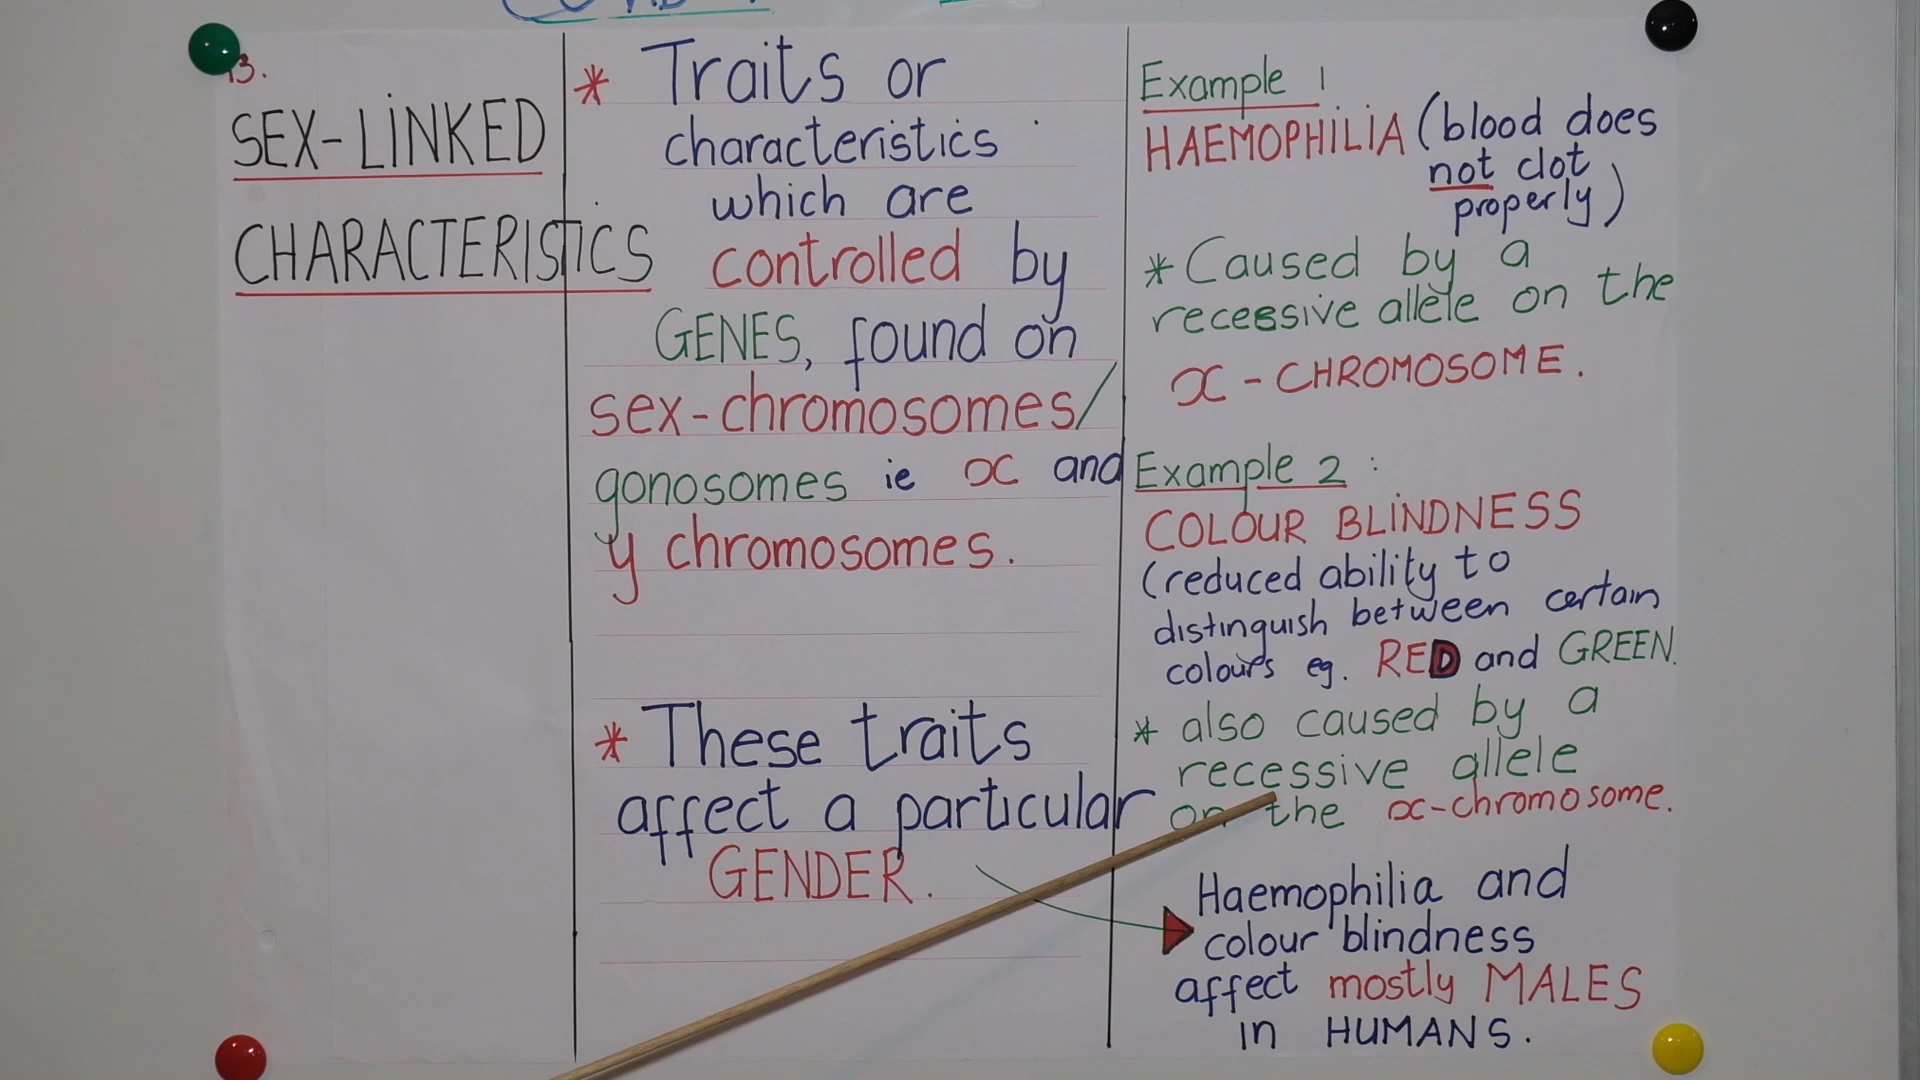 13.
SEX-LINKED
CHARACTERISTICS
* Traits or
characteristics
which are
controlled by
GENES, found on
sex-chromosomes/
gonosomes ie x and
y chromosomes.
* These traits
affect a particular
GENDER.
Example 1
HAEMOPHILIA (blood does
not clot
properly)
* Caused by a
recessive allele on the
x - CHROMOSOME.
Example 2 :
COLOUR BLINDNESS
(reduced ability to
distinguish between certain
colours eg. RED and GREEN.
* also caused by a
recessive allele
on the x-chromosome.
Haemophilia and
colour blindness
affect mostly MALES
in HUMANS.